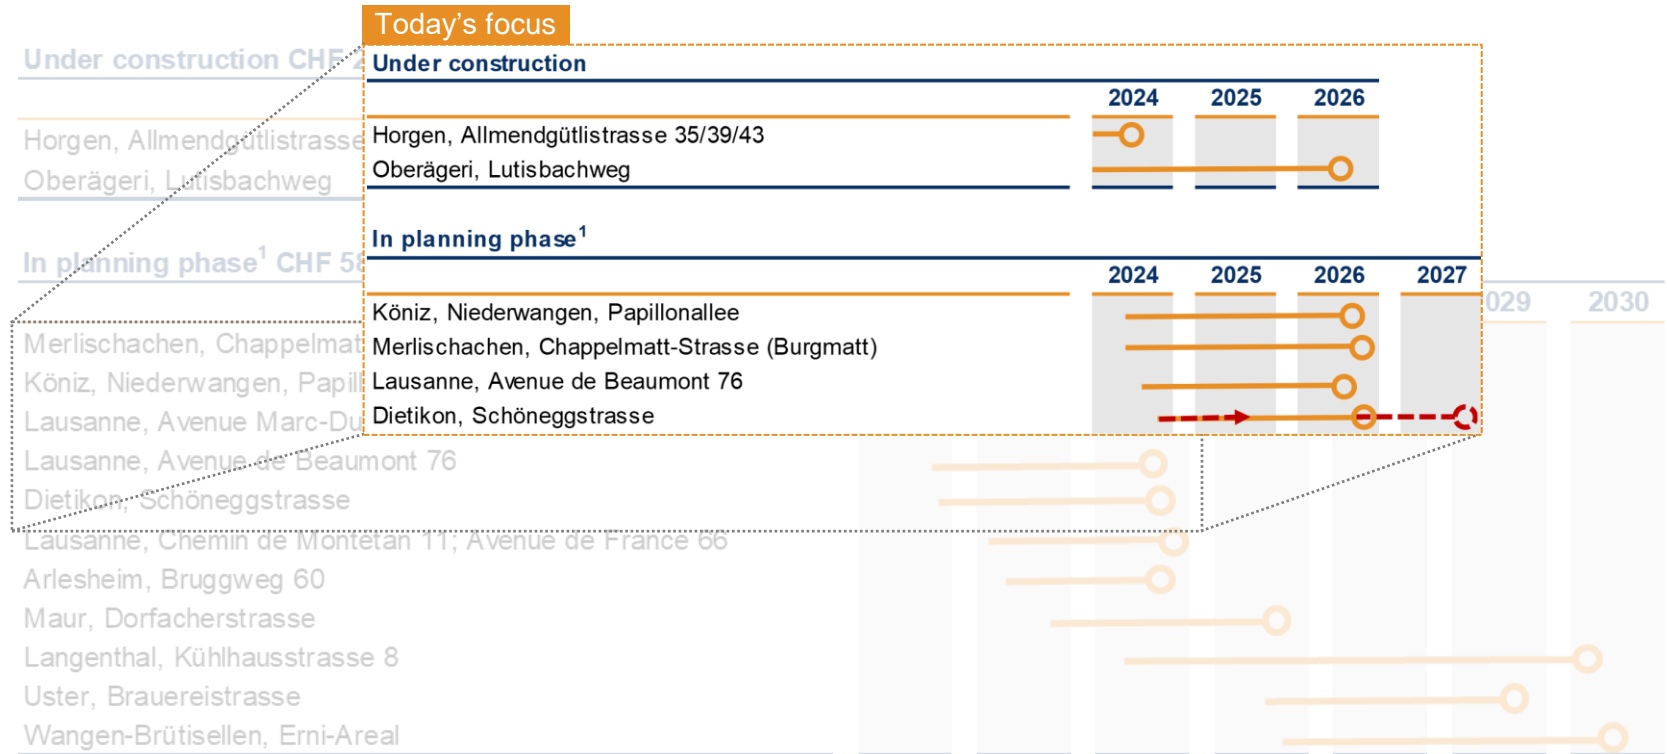 Today's focus
Under construction CHF 2
Under construction
2024 2025 2026
Horgen, Allmendgütlistrasse
Horgen, Allmendgütlistrasse 35/39/43
Oberägeri, Lutisbachweg
Oberägeri, Lutisbachweg
In planning phase¹ CHF 58
In planning phase¹
2024 2025 2026 2027
029 2030
Köniz, Niederwangen, Papillonallee
Merlischachen, Chappelmatt-Strasse (Burgmatt)
Lausanne, Avenue de Beaumont 76
Dietikon, Schöneggstrasse
Merlischachen, Chappelmat
Köniz, Niederwangen, Papill
Lausanne, Avenue Marc-Du
Lausanne, Avenue de Beaumont 76
Dietikon, Schöneggstrasse
Lausanne, Chemin de Montétan 11; Avenue de France 66
Arlesheim, Bruggweg 60
Maur, Dorfacherstrasse
Langenthal, Kühlhausstrasse 8
Uster, Brauereistrasse
Wangen-Brütisellen, Erni-Areal